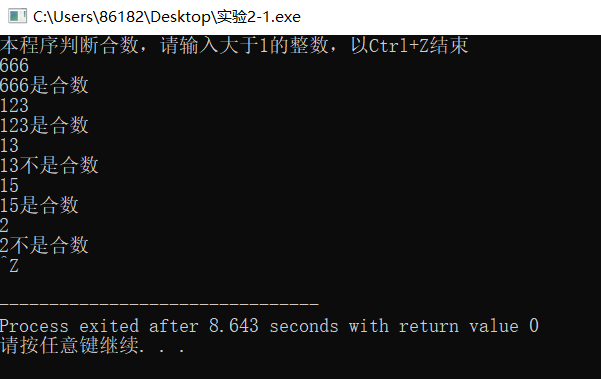 C:\Users\86182\Desktop\实验2-1.exe
本程序判断合数，请输入大于1的整数，以Ctrl+Z结束
666
666是合数
123
123是合数
13
13不是合数
15
15是合数
2
2不是合数
^Z
--------------------------------
Process exited after 8.643 seconds with return value 0
请按任意键继续. . .